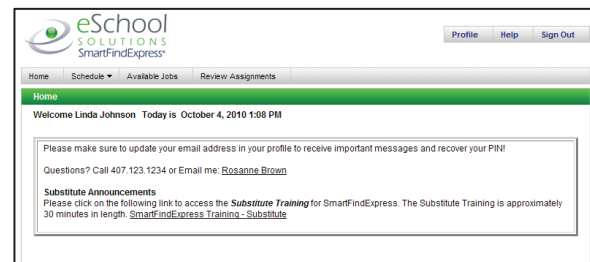 eSchool
SOLUTIONS
SmartFindExpress+
Profile Help Sign Out
Home Schedule Available Jobs Review Assignments
Home
Welcome Linda Johnson Today is October 4, 2010 1:08 PM
Please make sure to update your email address in your profile to receive important messages and recover your PIN!
Questions? Call 407.123.1234 or Email me: Rosanne Brown
Substitute Announcements
Please click on the following link to access the Substitute Training for SmartFindExpress. The Substitute Training is approximately
30 minutes in length. SmartFindExpress Training - Substitute